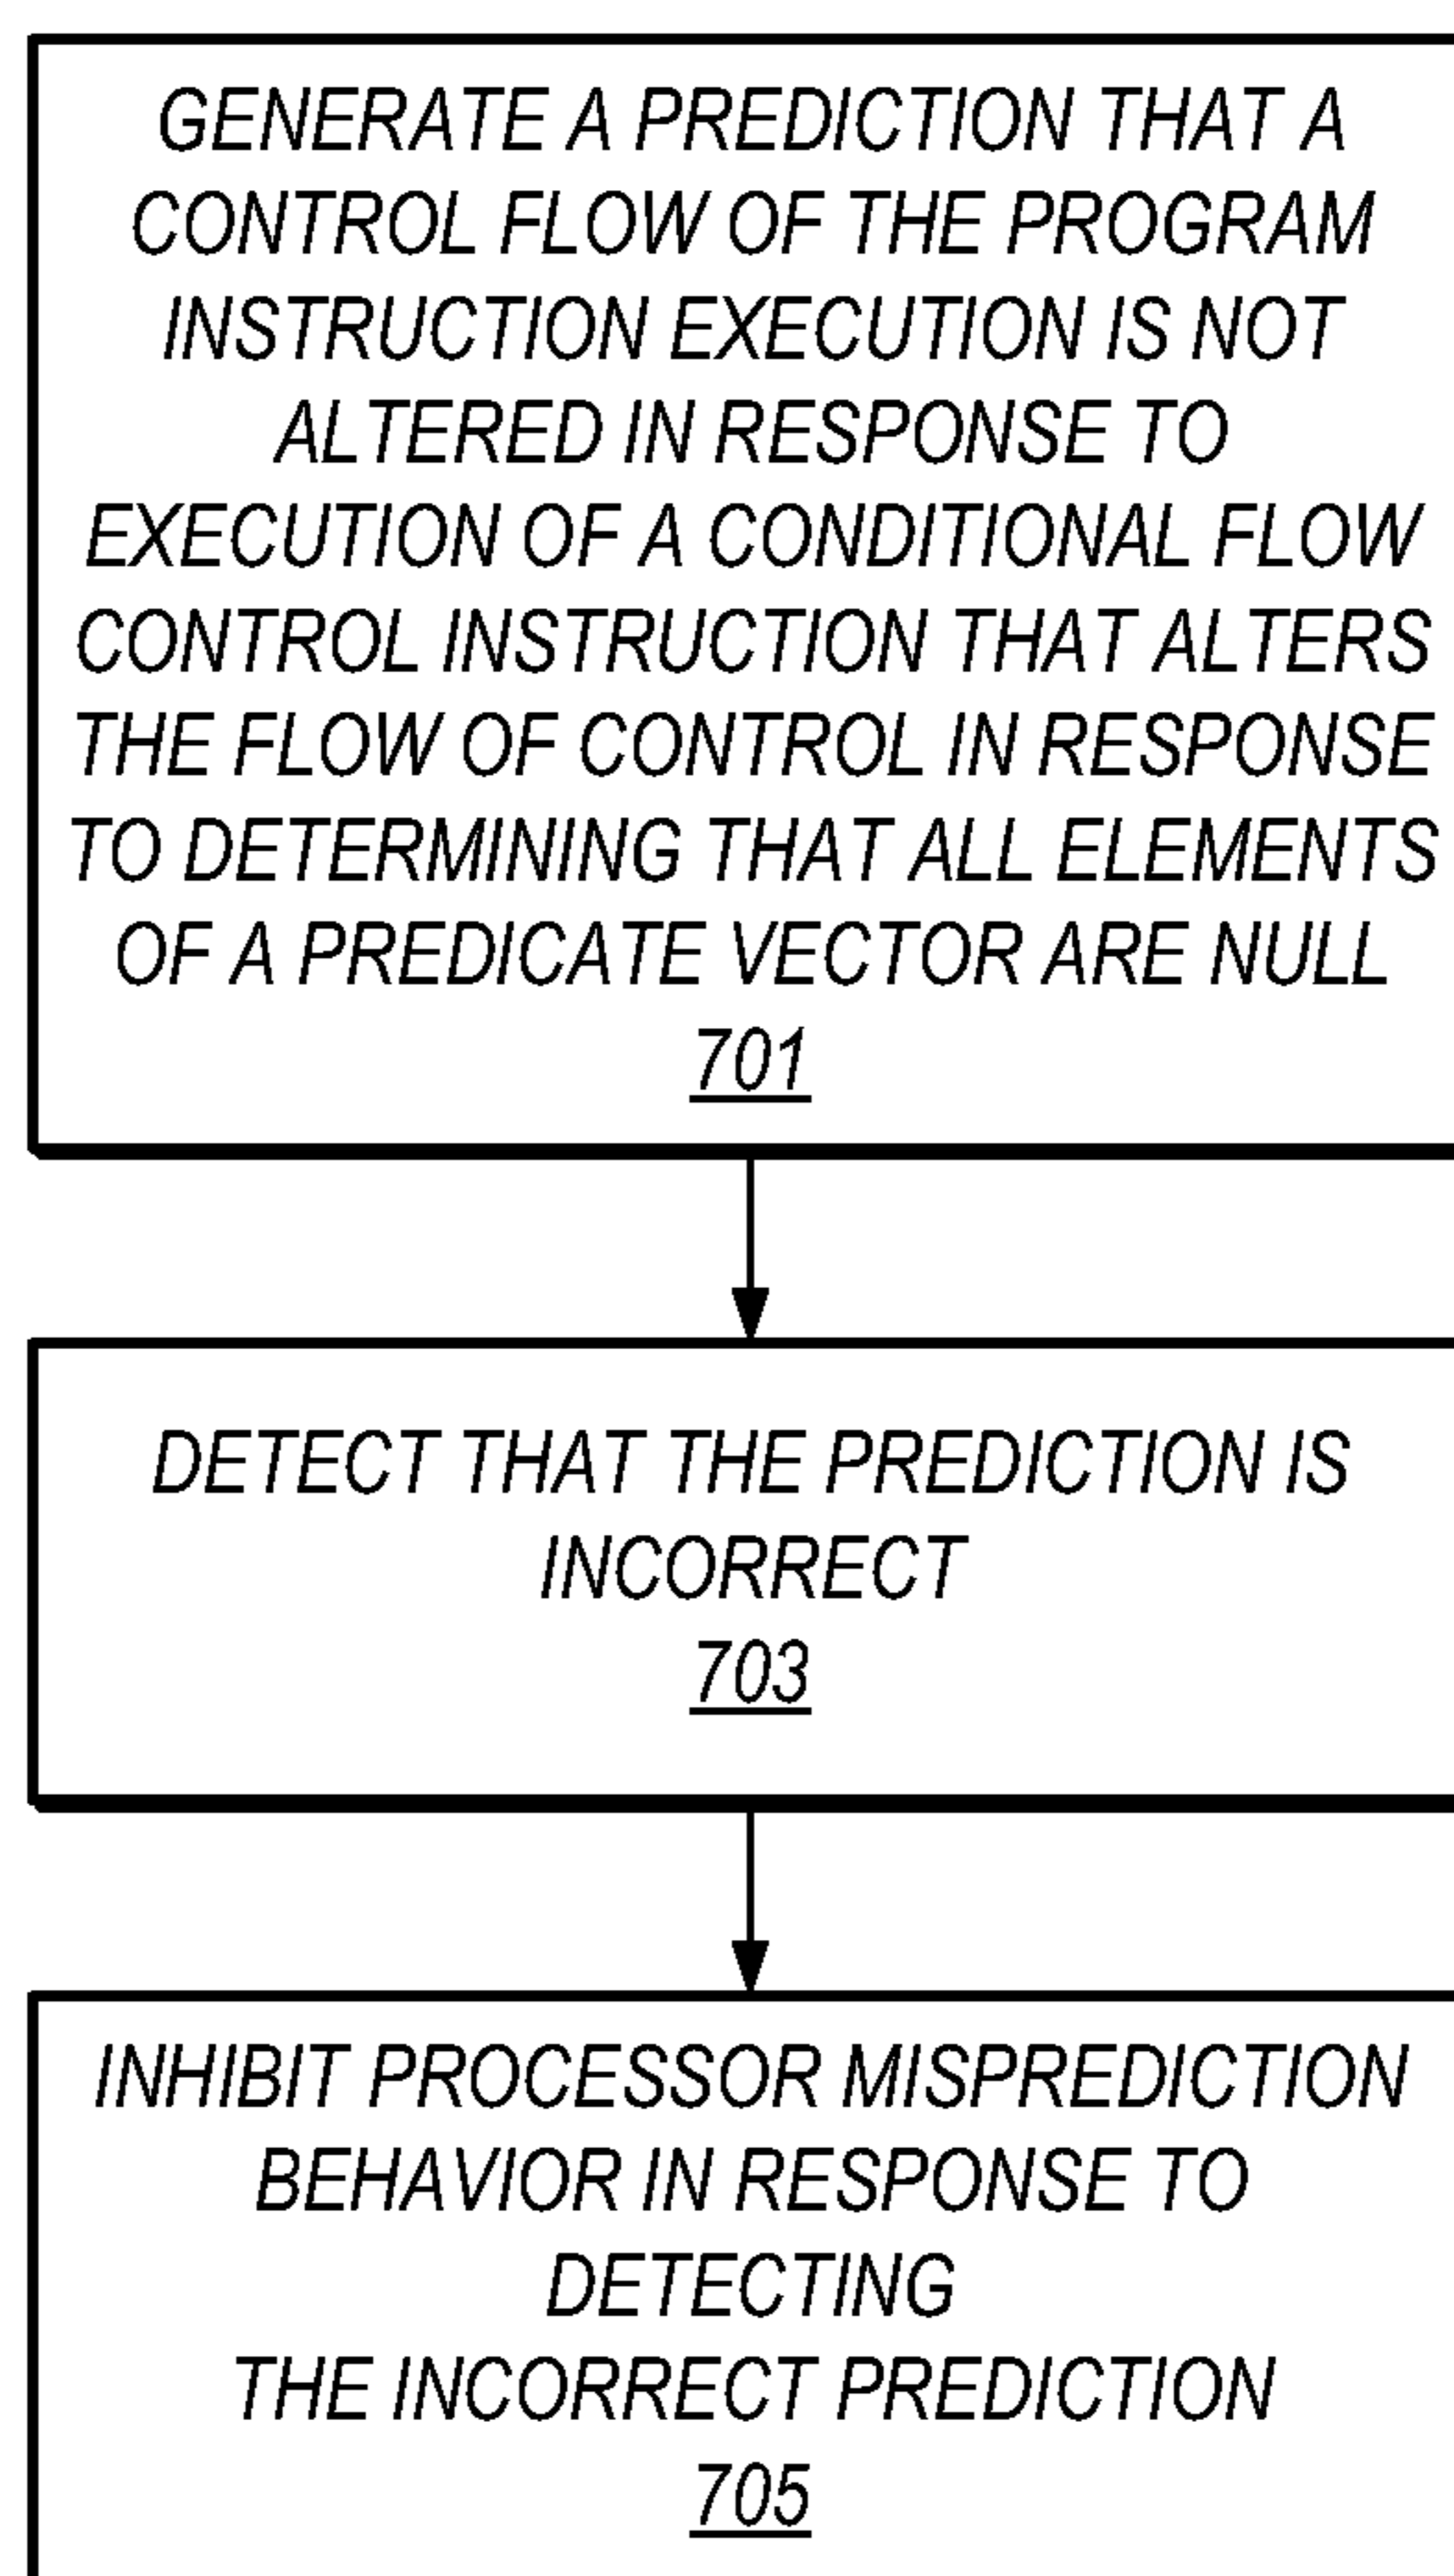 GENERATE A PREDICTION THAT A
CONTROL FLOW OF THE PROGRAM
INSTRUCTION EXECUTION IS NOT
ALTERED IN RESPONSE TO
EXECUTION OF A CONDITIONAL FLOW
CONTROL INSTRUCTION THAT ALTERS
THE FLOW OF CONTROL IN RESPONSE
TO DETERMINING THAT ALL ELEMENTS
OF A PREDICATE VECTOR ARE NULL
701
DETECT THAT THE PREDICTION IS
INCORRECT
703
INHIBIT PROCESSOR MISPREDICTION
BEHAVIOR IN RESPONSE TO
DETECTING
THE INCORRECT PREDICTION
705